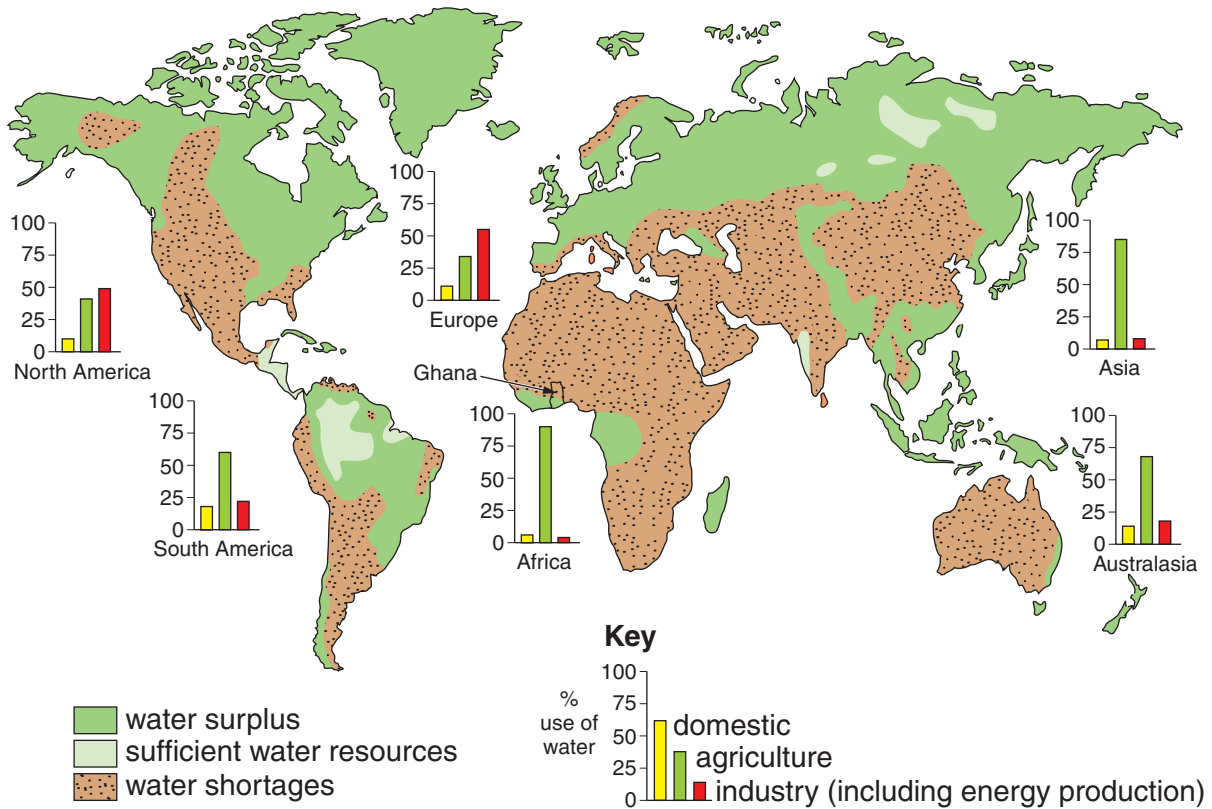 100
75
50
25
0
North America
100
75
50
25
0
Europe
100
75
50
25
0
Asia
Ghana
100
75
50
25
0
South America
100
75
50
25
0
Africa
100
75
50
25
0
Australasia
Key
water surplus
sufficient water resources
water shortages
%
use of
water
100
75
50
25
0
domestic
agriculture
industry (including energy production)